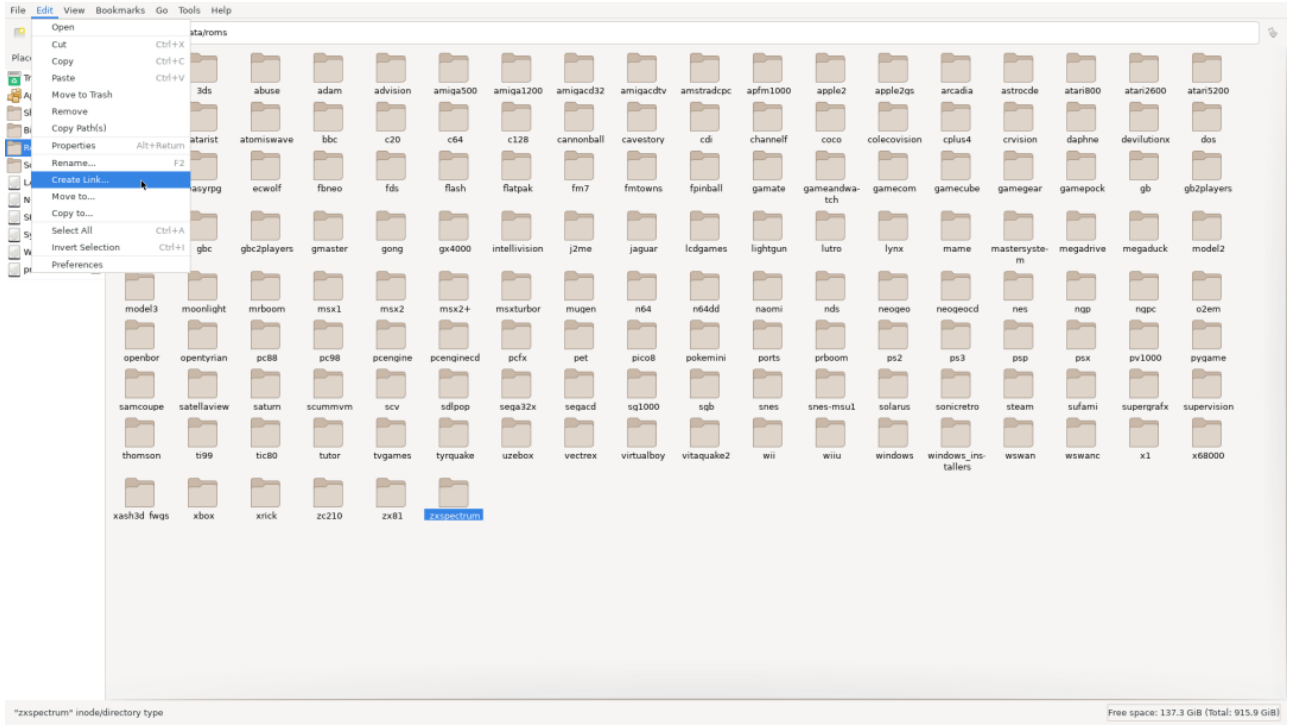 File Edit View Bookmarks Go Tools Help
Open
Cut Ctrl+X
Copy Ctrl+C
Paste Ctrl+V
Move to Trash
Remove
Copy Path(s)
Properties Alt+Return
Rename... F2
Create Link...
Move to...
Copy to...
Select All Ctrl+A
Invert Selection Ctrl+I
Preferences
ata/roms
3ds abuse adam advision amiga500 amiga1200 amigacd32 amigacdtv amstradcpc apfm1000 apple2 apple2gs arcadia astrocde atari800 atari2600 atari5200
atarist atomiswave bbc c20 c64 c128 cannonball cavestory cdi channelf coco colecovision cplus4 crvision daphne devilutionx dos
asyrpg ecwolf fbneo fds flash flatpak fm7 fmtowns fpinball gamate gameandwa- gamecom gamecube gamegear gamepock gb gb2players
tch
gbc gbc2players gmaster gong gx4000 intellivision j2me jaguar lcdgames lightgun lutro lynx mame mastersyste- megadrive megaduck model2
m
model3 moonlight mrboom msx1 msx2 msx2+ msxturbor mugen n64 n64dd naomi nds neogeo neogeocd nes ngp ngpc o2em
openbor opentyrian pc88 pc98 pcengine pcenginecd pcfx pet pico8 pokemini ports prboom ps2 ps3 psp psx pv1000 pygame
samcoupe satellaview saturn scummvm scv sdlpop sega32x segacd sg1000 sgb snes snes-msu1 solarus sonicretro steam sufami supergrafx supervision
thomson ti99 tic80 tutor tvgames tyrquake uzebox vectrex virtualboy vitaquake2 wii wiiu windows windows_ins- wswan wswanc x1 x68000
tallers
xash3d_fwgs xbox xrick zc210 zx81 zxspectrum
"zxspectrum" inode/directory type
Free space: 137.3 GiB (Total: 915.9 GiB)